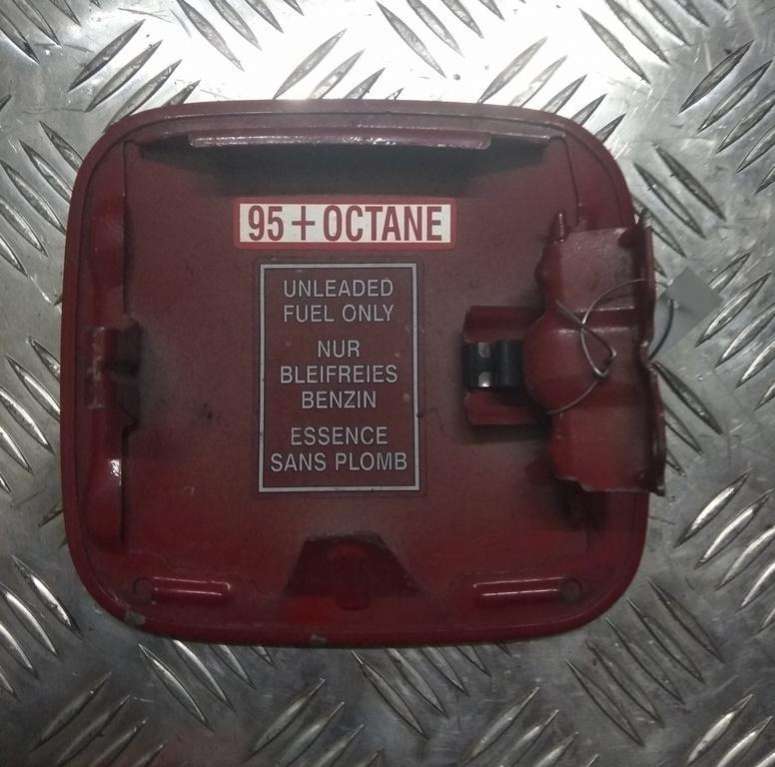 95+OCTANE
UNLEADED
FUEL ONLY
NUR
BLEIFREIES
BENZIN
ESSENCE
SANS PLOMB